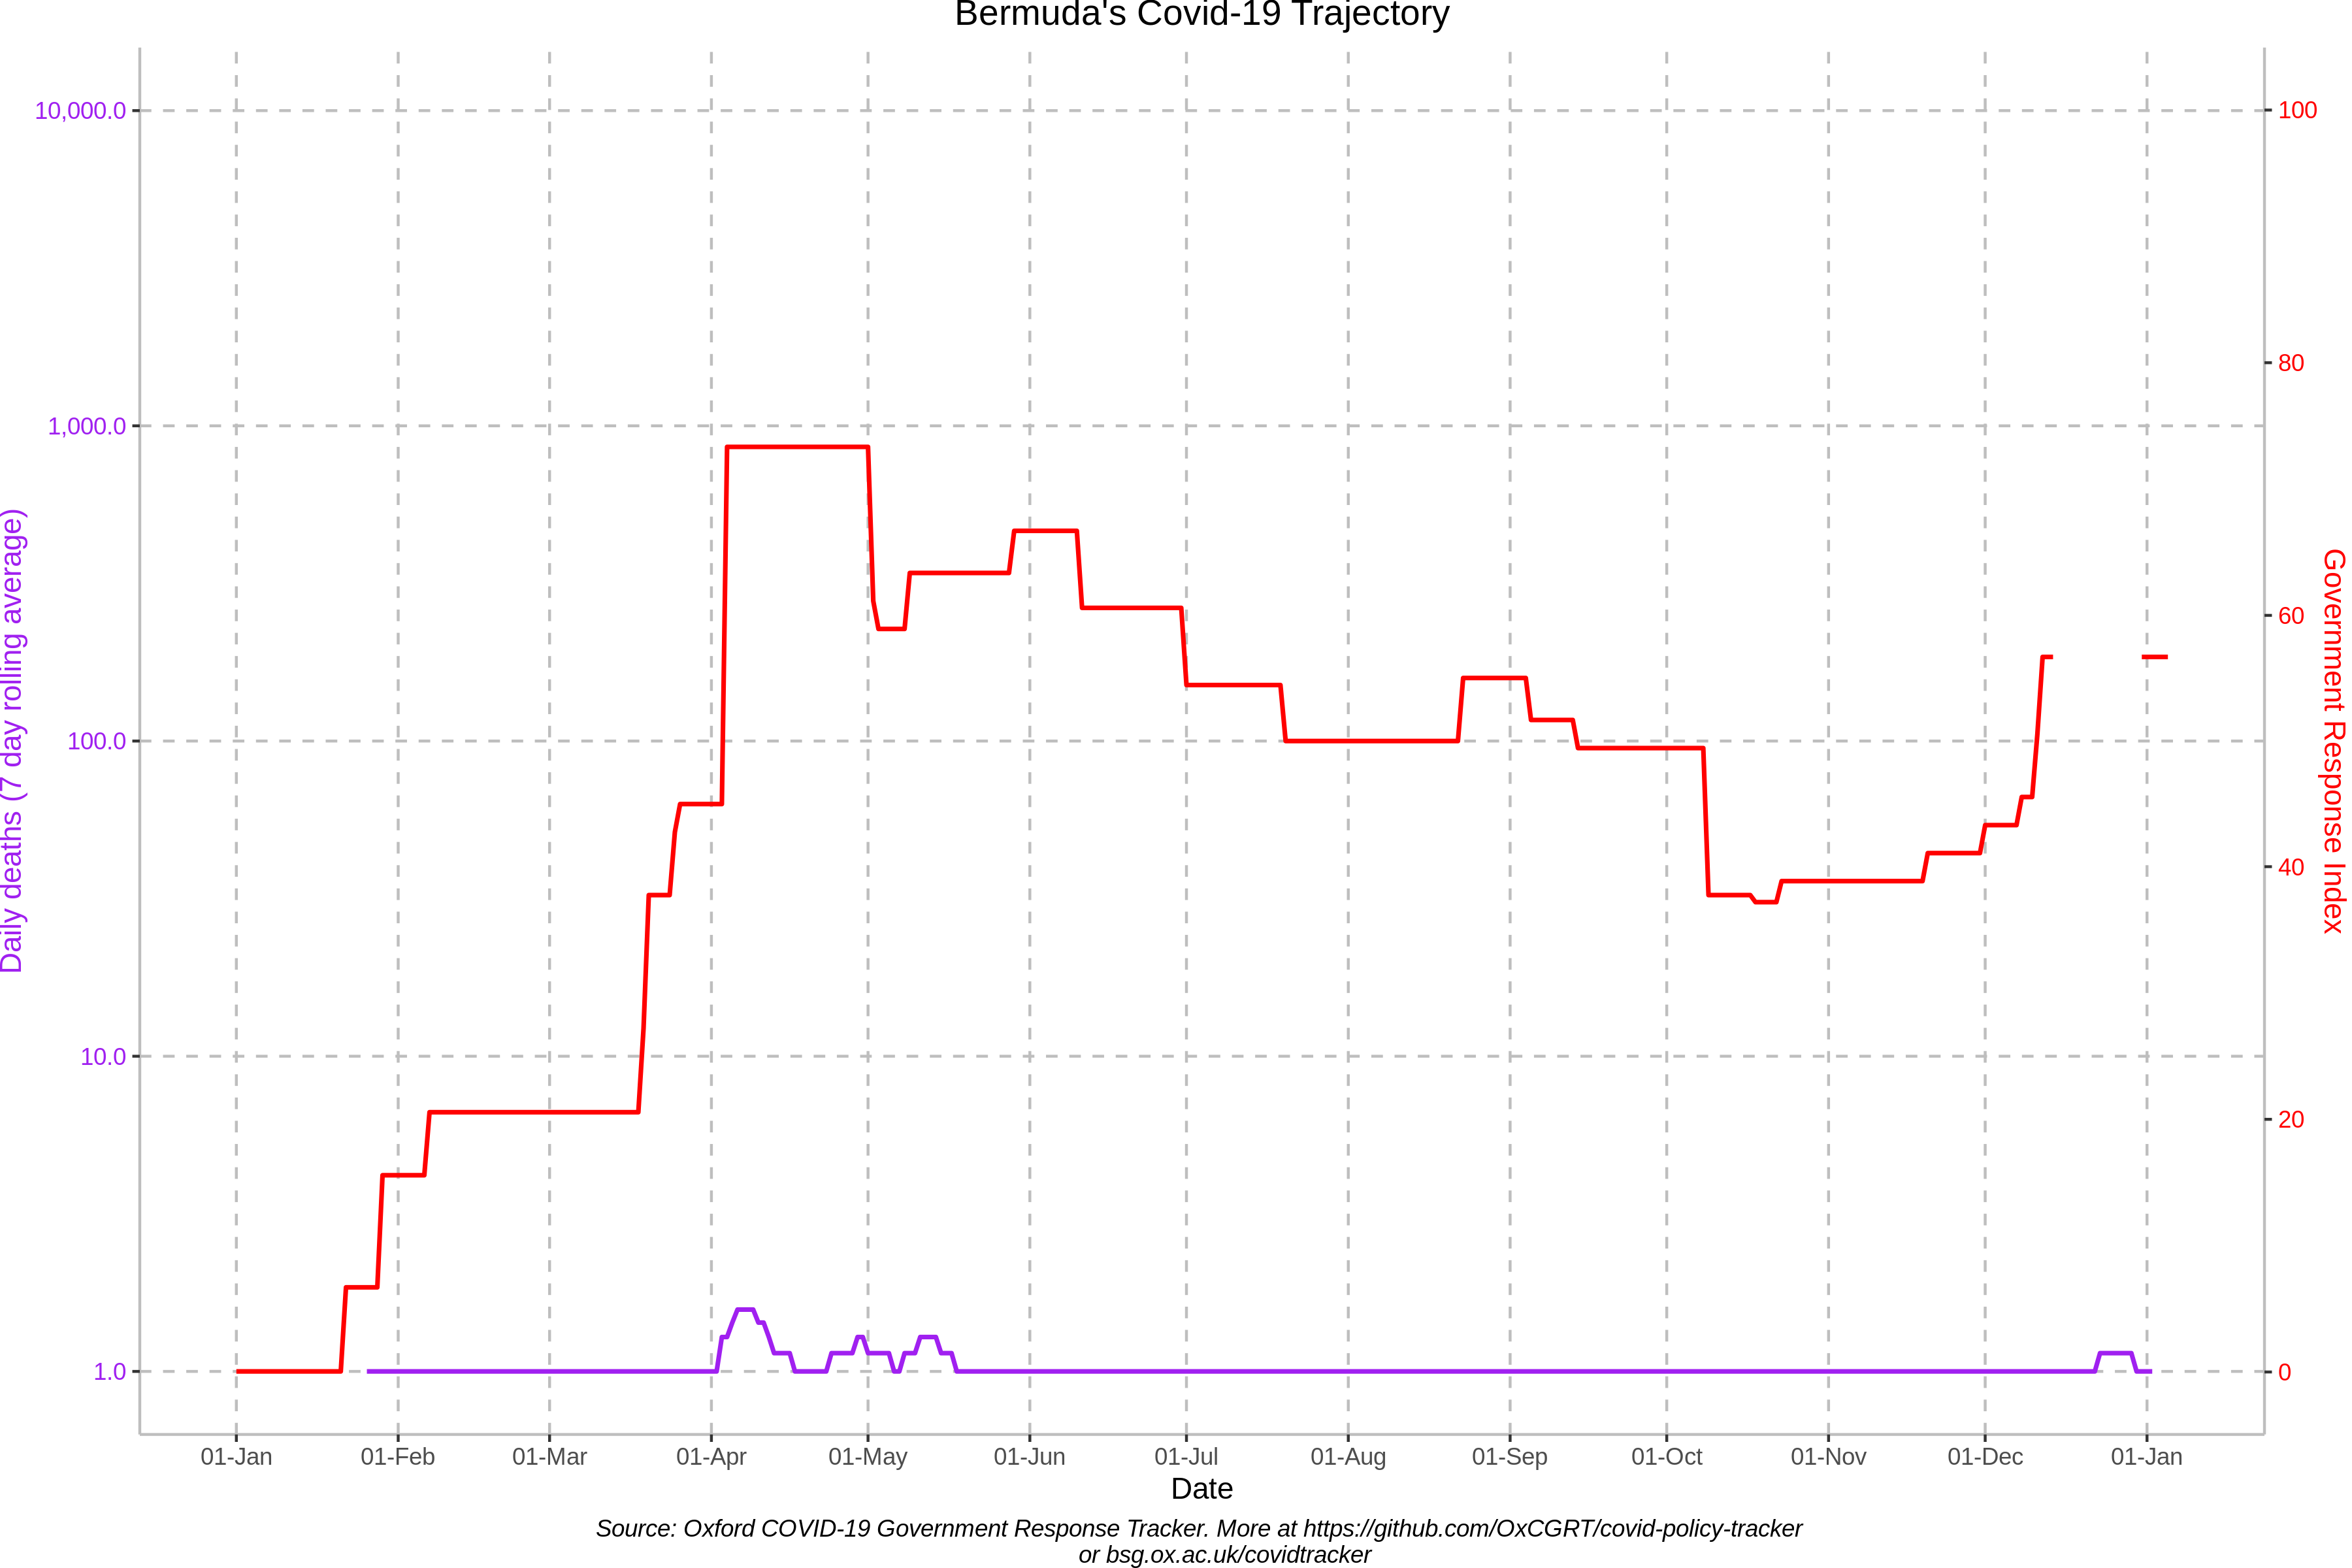 Bermuda's Covid-19 Trajectory
10,000.0
1,000.0
100.0
10.0
1.0
Daily deaths (7 day rolling average)
100
80
60
40
20
0
Government Response Index
01-Jan 01-Feb 01-Mar 01-Apr 01-May 01-Jun 01-Jul 01-Aug 01-Sep 01-Oct 01-Nov 01-Dec 01-Jan
Date
Source: Oxford COVID-19 Government Response Tracker. More at https://github.com/OxCGRT/covid-policy-tracker
or bsg.ox.ac.uk/covidtracker